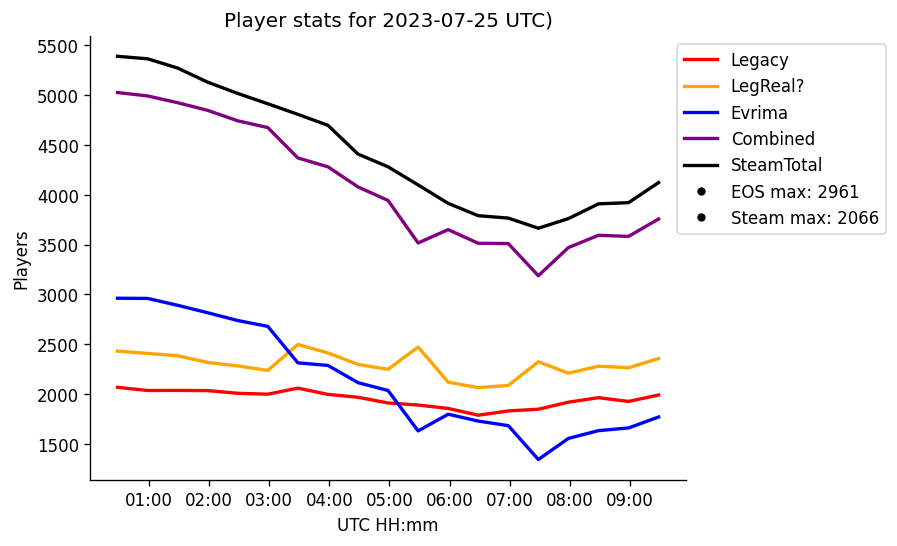 Player stats for 2023-07-25 UTC)
5500
5000
4500
4000
3500
3000
2500
2000
1500
Players
01:00 02:00 03:00 04:00 05:00 06:00 07:00 08:00 09:00
UTC HH:mm
Legacy
LegReal?
Evrima
Combined
SteamTotal
EOS max: 2961
Steam max: 2066